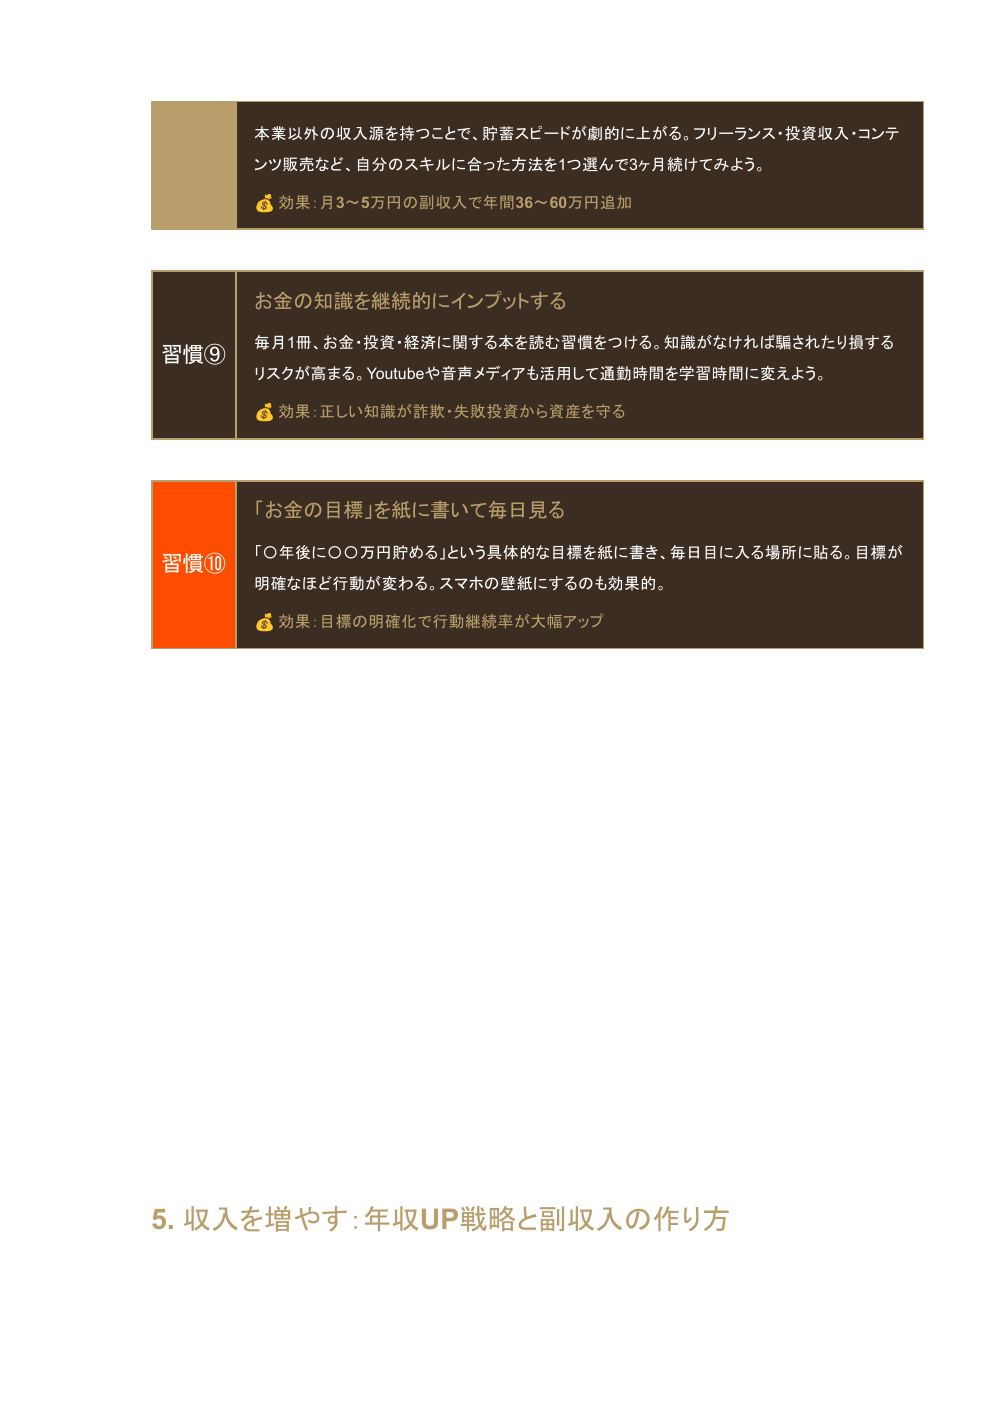 本業以外の収入源を持つことで、貯蓄スピードが劇的に上がる。フリーランス・投資収入・コンテ
ンツ販売など、自分のスキルに合った方法を1つ選んで3ヶ月続けてみよう。
💰 効果：月3〜5万円の副収入で年間36〜60万円追加
お金の知識を継続的にインプットする
習慣⑨
毎月1冊、お金・投資・経済に関する本を読む習慣をつける。知識がなければ騙されたり損する
リスクが高まる。Youtubeや音声メディアも活用して通勤時間を学習時間に変えよう。
💰 効果：正しい知識が詐欺・失敗投資から資産を守る
「お金の目標」を紙に書いて毎日見る
習慣⑩
「〇年後に〇〇万円貯める」という具体的な目標を紙に書き、毎日目に入る場所に貼る。目標が
明確なほど行動が変わる。スマホの壁紙にするのも効果的。
💰 効果：目標の明確化で行動継続率が大幅アップ
5. 収入を増やす：年収UP戦略と副収入の作り方